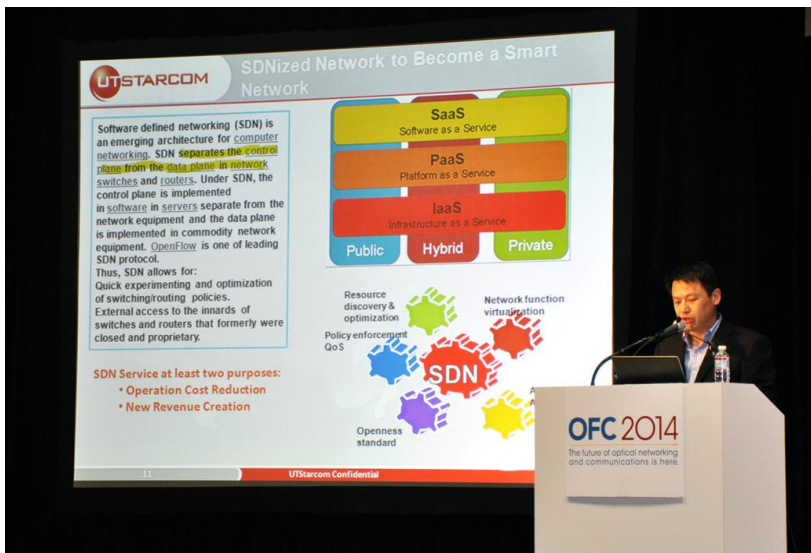 UTSTARCOM
SDNized Network to Become a Smart
Network
Software defined networking (SDN) is
an emerging architecture for computer
networking. SDN separates the control
plane from the data plane in network
switches and routers. Under SDN, the
control plane is implemented
in software in servers separate from the
network equipment and the data plane
is implemented in commodity network
equipment. OpenFlow is one of leading
SDN protocol.
Thus, SDN allows for:
Quick experimenting and optimization
of switching/routing policies.
External access to the innards of
switches and routers that formerly were
closed and proprietary.
SDN Service at least two purposes:
* Operation Cost Reduction
* New Revenue Creation
SaaS
Software as a Service
PaaS
Platform as a Service
IaaS
Infrastructure as a Service
Public
Hybrid
Private
Resource
discovery &
optimization
Network function
virtualization
Policy enforcement
QoS
SDN
Openness
standard
11
UTStarcom Confidential
OFC 2014
The future of optical networking
and communications is here.